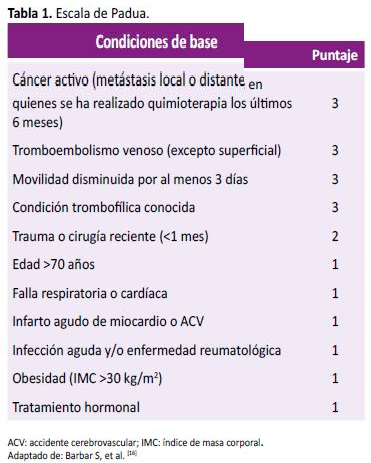 Tabla 1. Escala de Padua.
Condiciones de base
Puntaje
Cáncer activo (metástasis local o distante en
quienes se ha realizado quimioterapia los últimos 3
6 meses)
Tromboembolismo venoso (excepto superficial) 3
Movilidad disminuida por al menos 3 días 3
Condición trombofílica conocida 3
Trauma o cirugía reciente (<1 mes) 2
Edad >70 años 1
Falla respiratoria o cardíaca 1
Infarto agudo de miocardio o ACV 1
Infección aguda y/o enfermedad reumatológica 1
Obesidad (IMC >30 kg/m²) 1
Tratamiento hormonal 1
ACV: accidente cerebrovascular; IMC: índice de masa corporal.
Adaptado de: Barbar S, et al. [16]